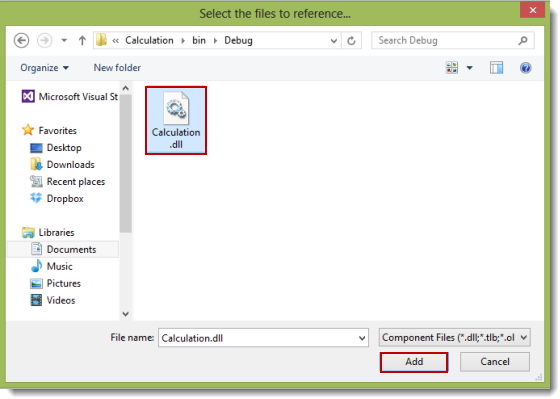 Select the files to reference...
« Calculation bin Debug
Search Debug
Organize
New folder
Microsoft Visual St
Favorites
Desktop
Downloads
Recent places
Dropbox
Libraries
Documents
Music
Pictures
Videos
Calculation
.dll
File name: Calculation.dll
Component Files (*.dll;*.tlb;*.ol
Add
Cancel